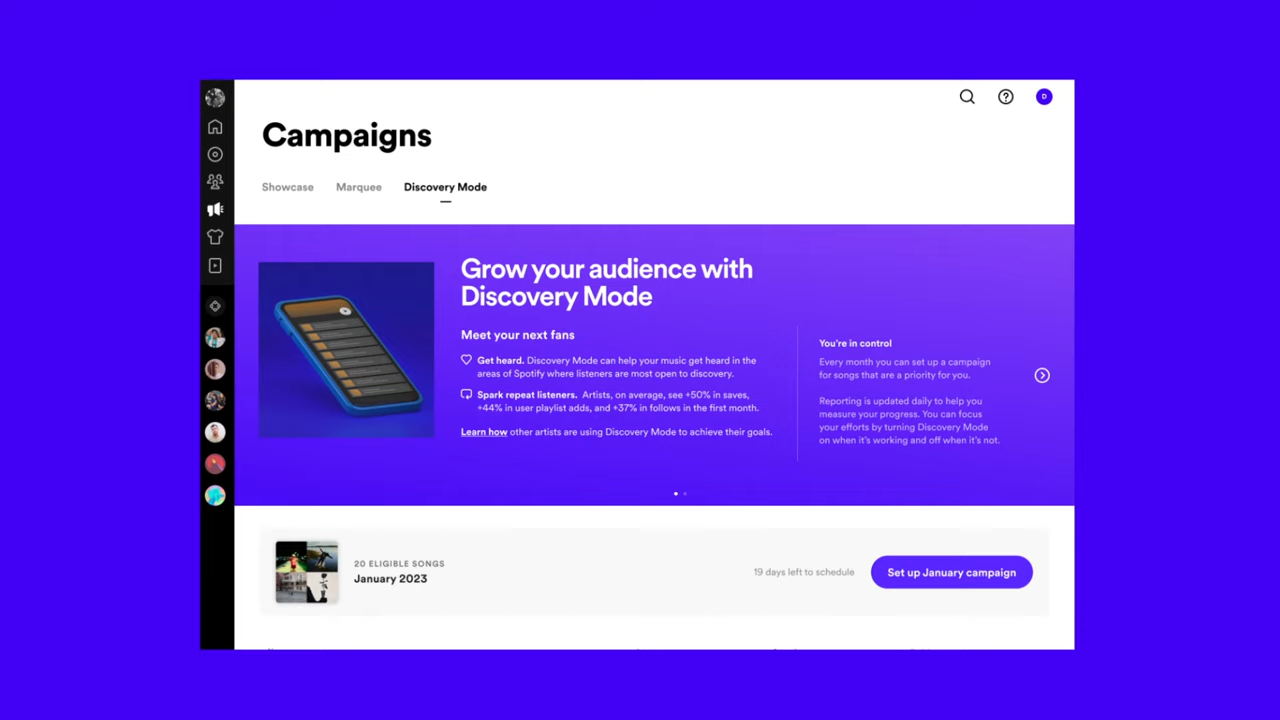 D
Campaigns
Showcase Marquee Discovery Mode
Grow your audience with
Discovery Mode
Meet your next fans
Get heard. Discovery Mode can help your music get heard in the
areas of Spotify where listeners are most open to discovery.
Spark repeat listeners. Artists, on average, see +50% in saves,
+44% in user playlist adds, and +37% in follows in the first month.
Learn how other artists are using Discovery Mode to achieve their goals.
You're in control
Every month you can set up a campaign
for songs that are a priority for you.
Reporting is updated daily to help you
measure your progress. You can focus
your efforts by turning Discovery Mode
on when it's working and off when it's not.
20 ELIGIBLE SONGS
January 2023
19 days left to schedule
Set up January campaign